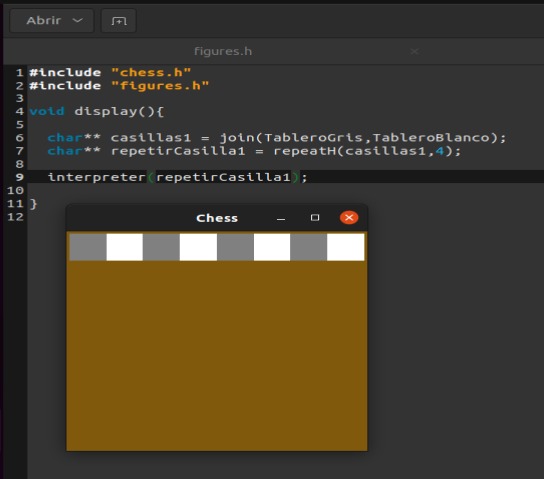 Abrir
figures.h
1 #include "chess.h"
2 #include "figures.h"
3
4 void display(){
5
6 char** casillas1 = join(TableroGris,TableroBlanco);
7 char** repetirCasilla1 = repeatH(casillas1,4);
8
9 interpreter(repetirCasilla1);
10
11 }
12
Chess